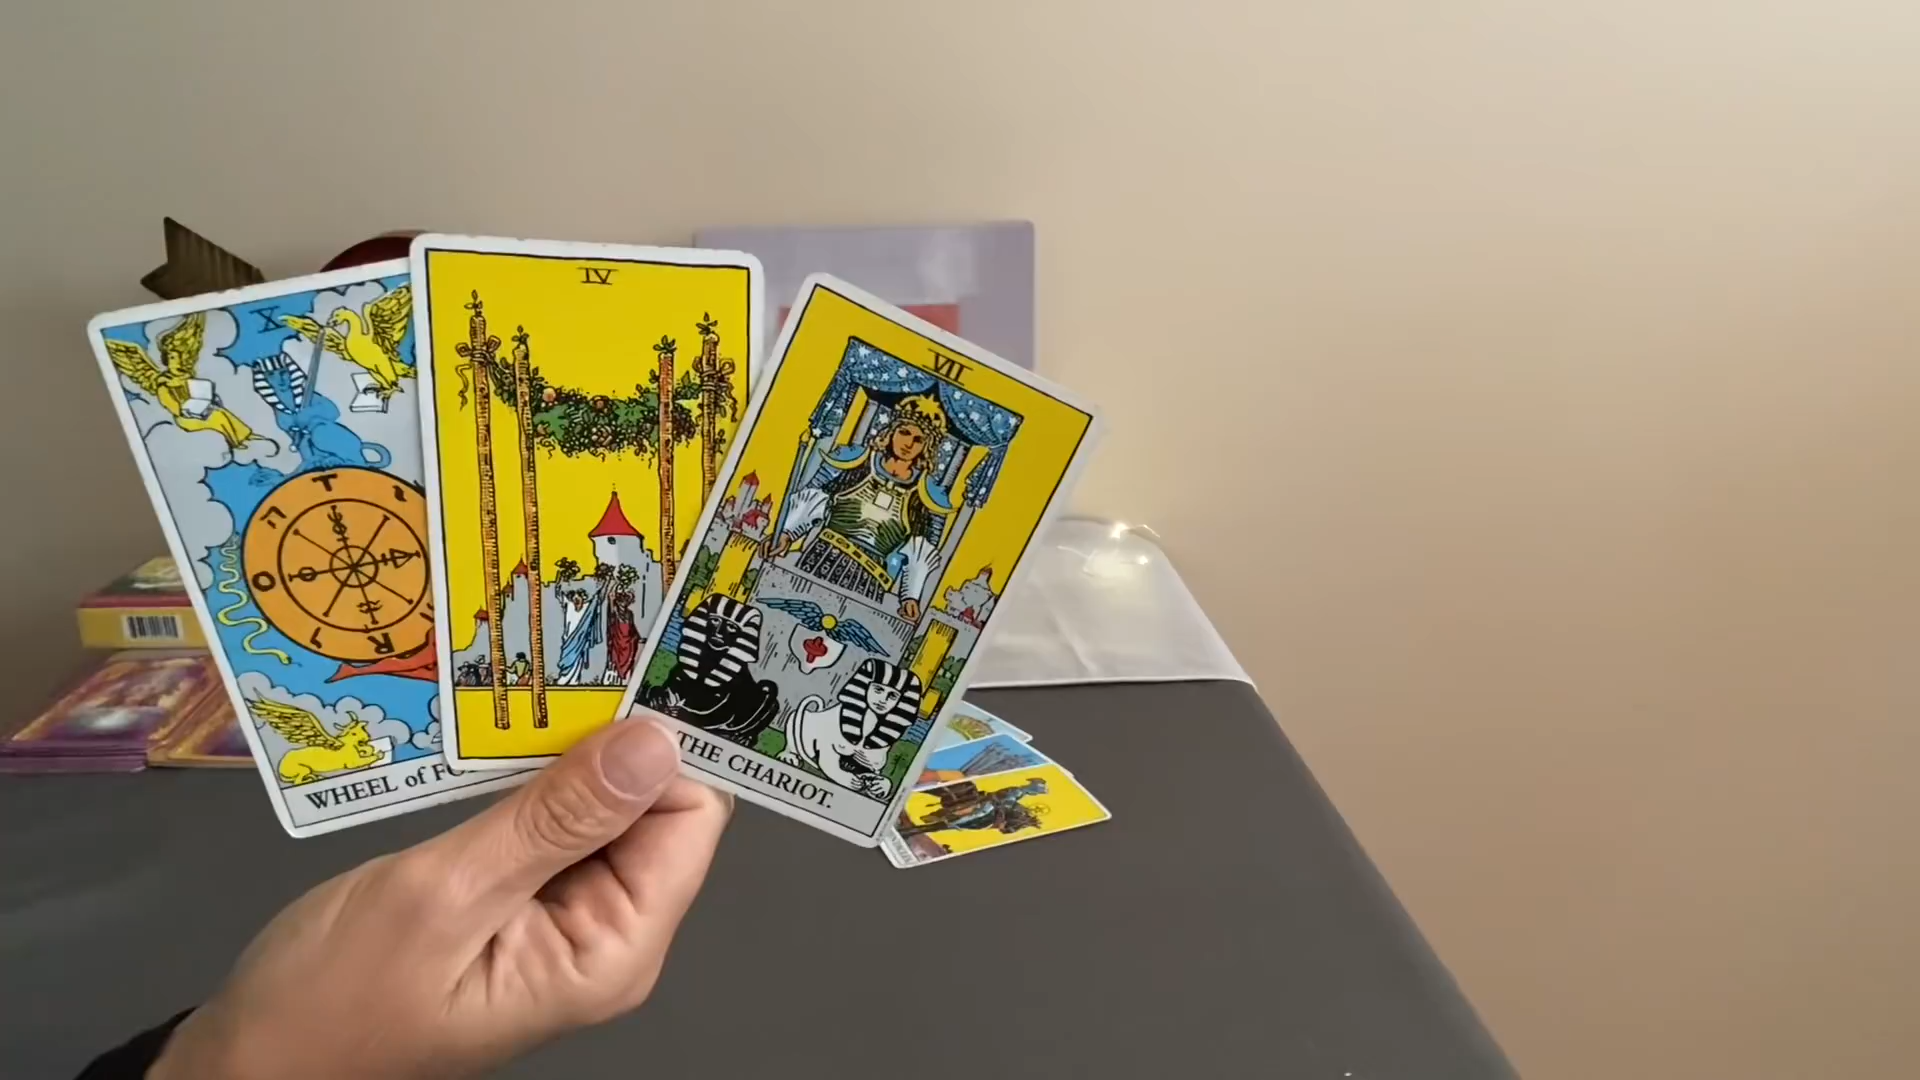 X
WHEEL of FO
IV
VII
THE CHARIOT.